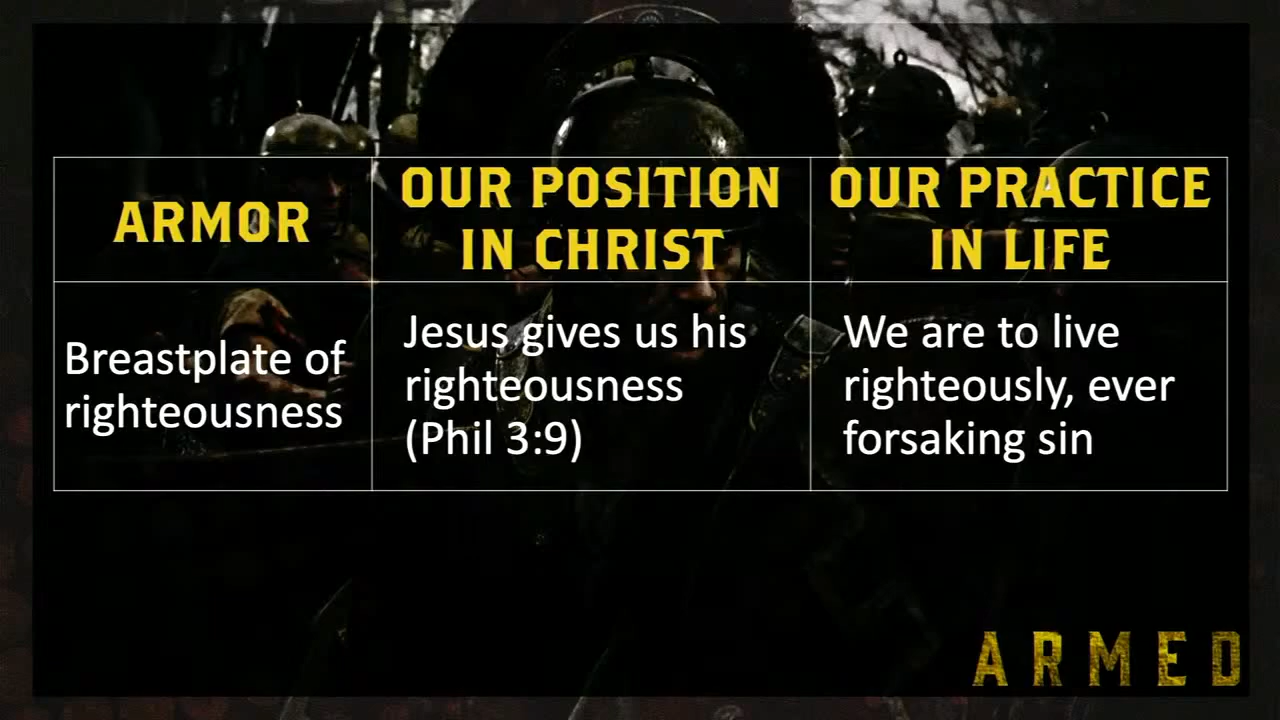 ARMOR
OUR POSITION
IN CHRIST
OUR PRACTICE
IN LIFE
Breastplate of
righteousness
Jesus gives us his
righteousness
(Phil 3:9)
We are to live
righteously, ever
forsaking sin
ARMED